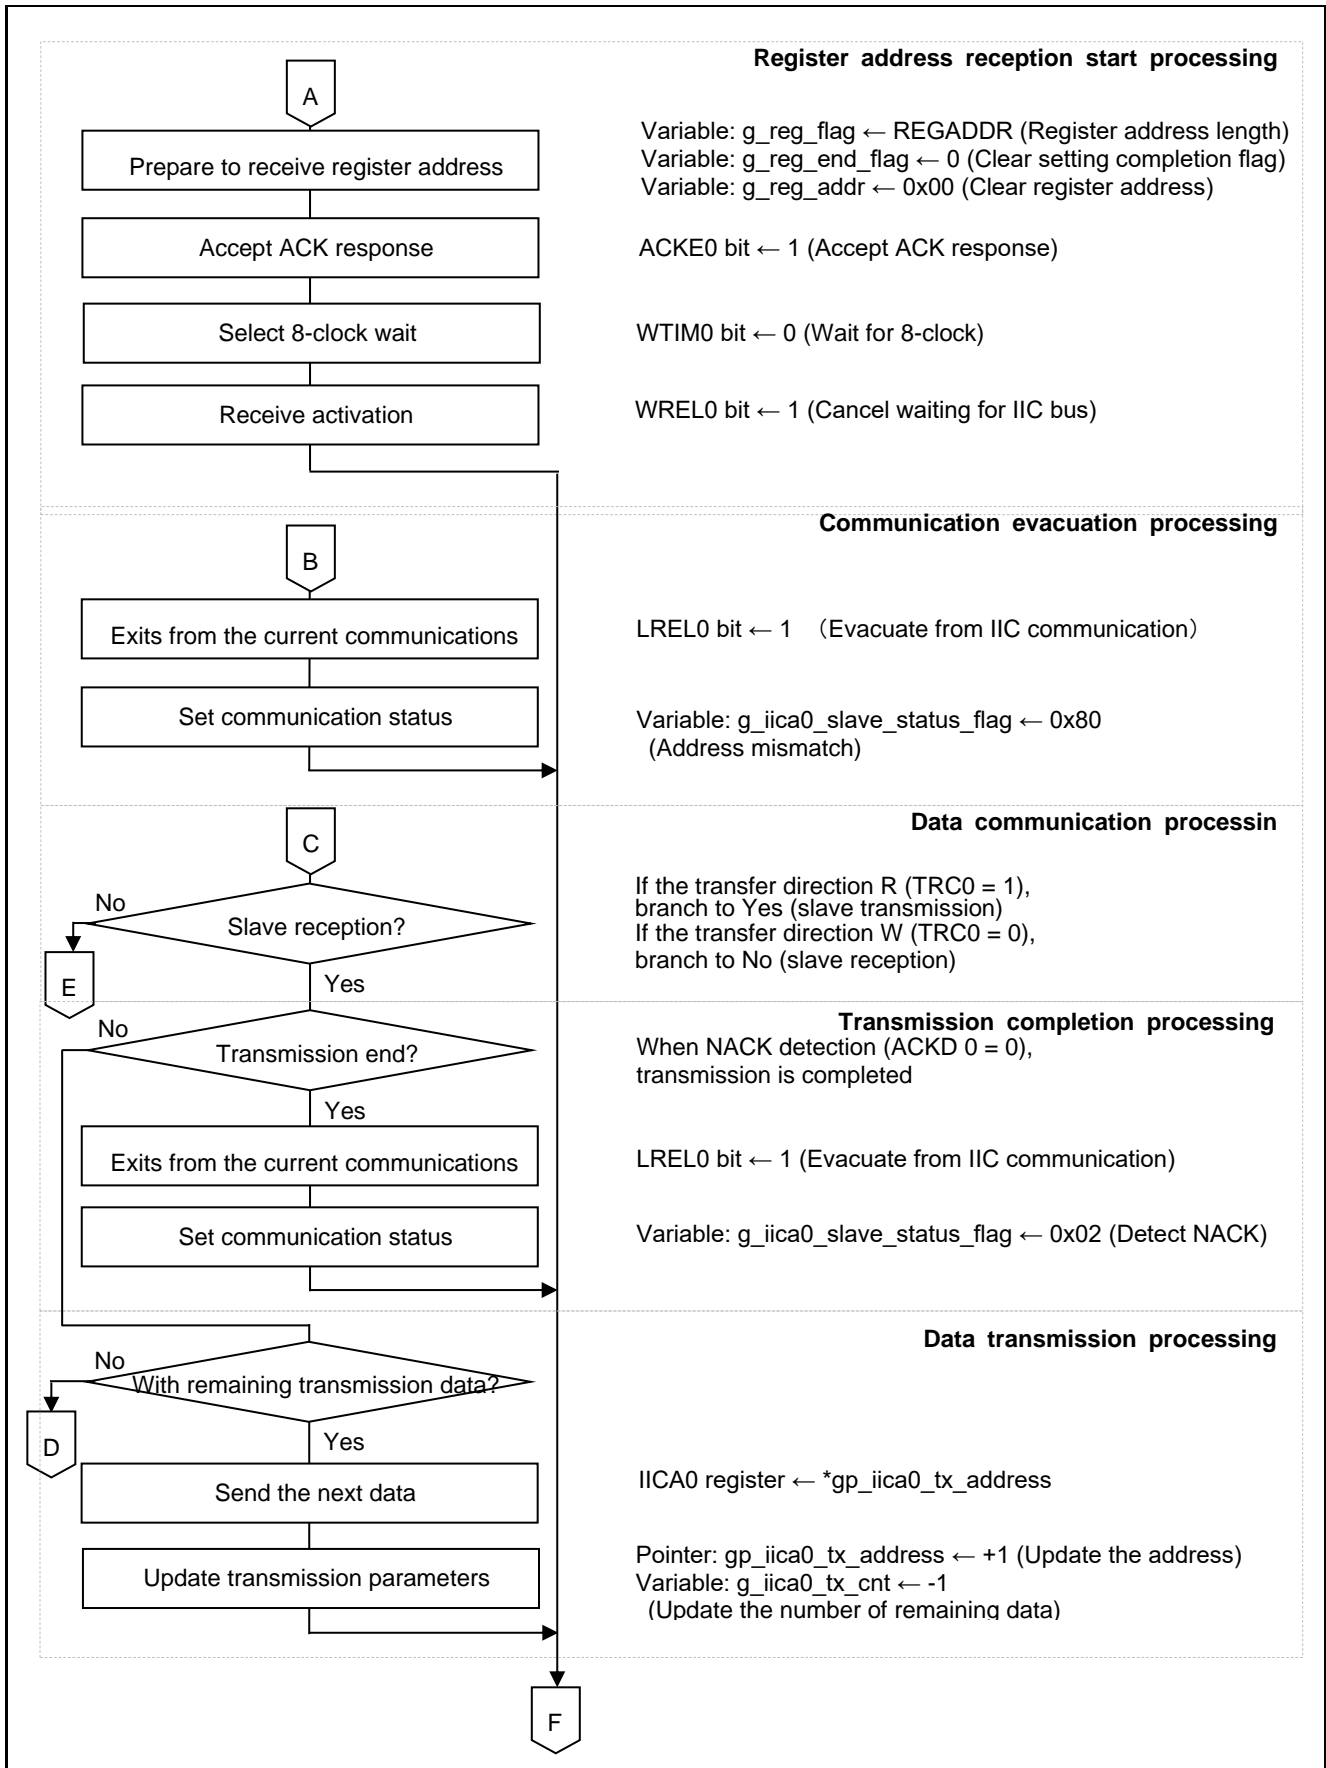 Register address reception start processing
A
Prepare to receive register address
Variable: g_reg_flag ← REGADDR (Register address length)
Variable: g_reg_end_flag ← 0 (Clear setting completion flag)
Variable: g_reg_addr ← 0x00 (Clear register address)
Accept ACK response
ACKE0 bit ← 1 (Accept ACK response)
Select 8-clock wait
WTIM0 bit ← 0 (Wait for 8-clock)
Receive activation
WREL0 bit ← 1 (Cancel waiting for IIC bus)
Communication evacuation processing
B
Exits from the current communications
LREL0 bit ← 1 （Evacuate from IIC communication）
Set communication status
Variable: g_iica0_slave_status_flag ← 0x80
(Address mismatch)
Data communication processin
C
No
Slave reception?
If the transfer direction R (TRC0 = 1),
branch to Yes (slave transmission)
If the transfer direction W (TRC0 = 0),
branch to No (slave reception)
E
Yes
Transmission completion processing
No
Transmission end?
When NACK detection (ACKD 0 = 0),
transmission is completed
Yes
Exits from the current communications
LREL0 bit ← 1 (Evacuate from IIC communication)
Set communication status
Variable: g_iica0_slave_status_flag ← 0x02 (Detect NACK)
Data transmission processing
No
With remaining transmission data?
D
Yes
Send the next data
IICA0 register ← *gp_iica0_tx_address
Update transmission parameters
Pointer: gp_iica0_tx_address ← +1 (Update the address)
Variable: g_iica0_tx_cnt ← -1
(Update the number of remaining data)
F